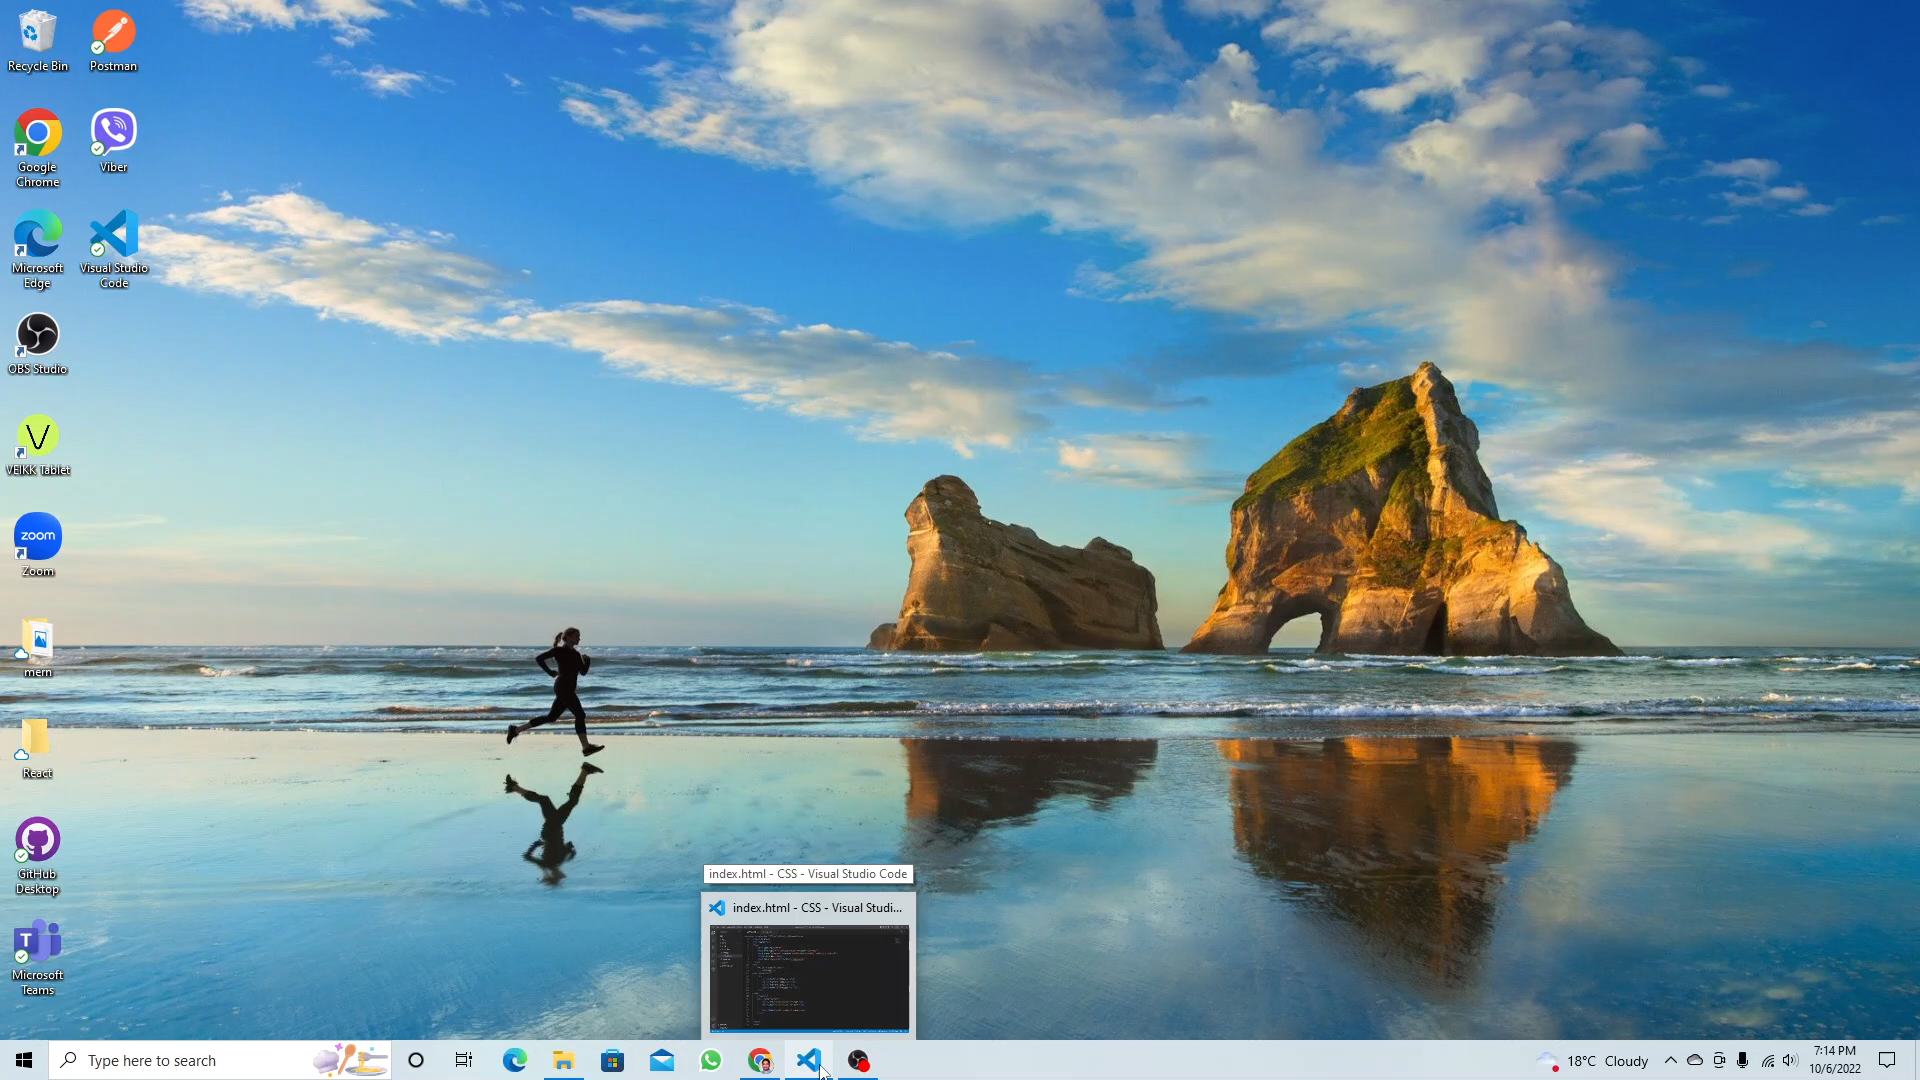 Recycle Bin
Postman
Google
Chrome
Viber
Microsoft
Edge
Visual Studio
Code
OBS Studio
V
VEIKK Tablet
zoom
Zoom
mern
React
GitHub
Desktop
T
Microsoft
Teams
index.html - CSS - Visual Studio Code
index.html - CSS - Visual Studi...
Type here to search
18°C Cloudy
7:14 PM
10/6/2022